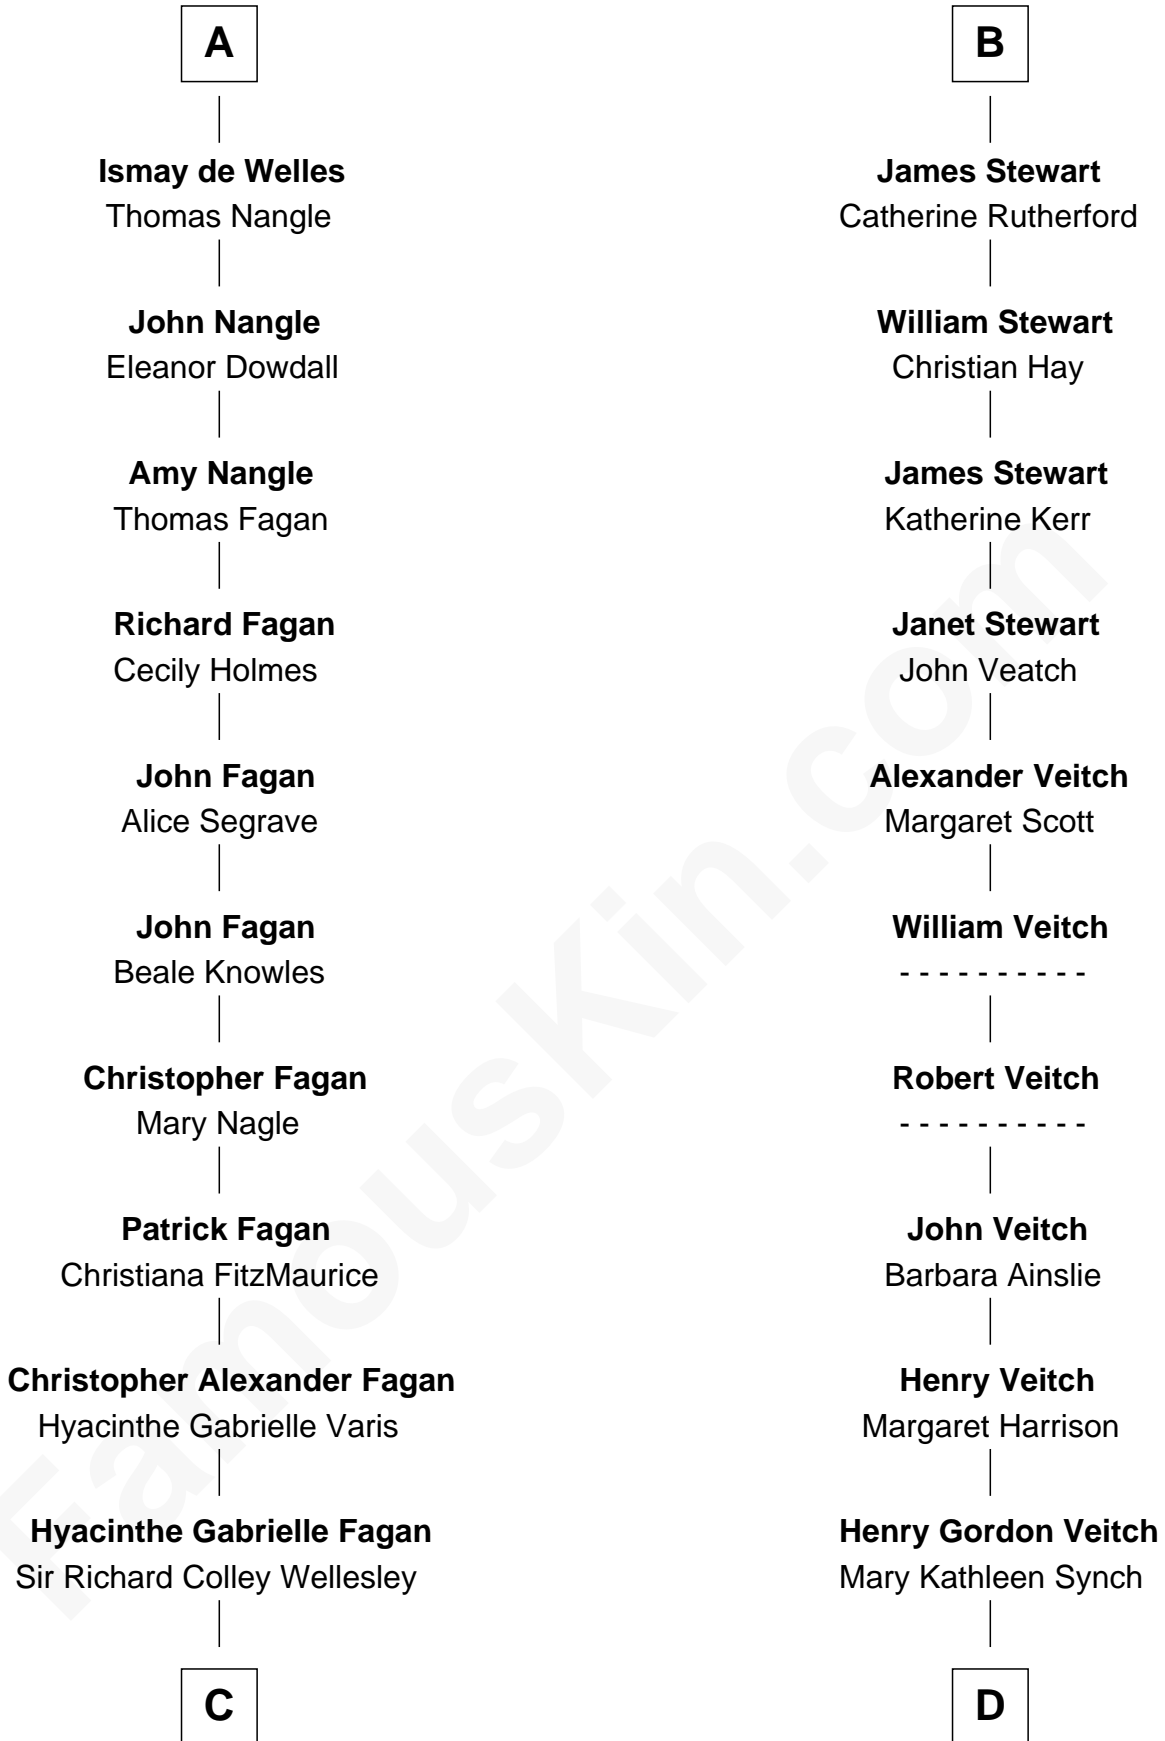 A
Ismay de Welles
Thomas Nangle
John Nangle
Eleanor Dowdall
Amy Nangle
Thomas Fagan
Richard Fagan
Cecily Holmes
John Fagan
Alice Segrave
John Fagan
Beale Knowles
Christopher Fagan
Mary Nagle
Patrick Fagan
Christiana FitzMaurice
Christopher Alexander Fagan
Hyacinthe Gabrielle Varis
Hyacinthe Gabrielle Fagan
Sir Richard Colley Wellesley
C
B
James Stewart
Catherine Rutherford
William Stewart
Christian Hay
James Stewart
Katherine Kerr
Janet Stewart
John Veatch
Alexander Veitch
Margaret Scott
William Veitch
- - - - - - - - - -
Robert Veitch
- - - - - - - - - -
John Veitch
Barbara Ainslie
Henry Veitch
Margaret Harrison
Henry Gordon Veitch
Mary Kathleen Synch
D
FamousKin.com